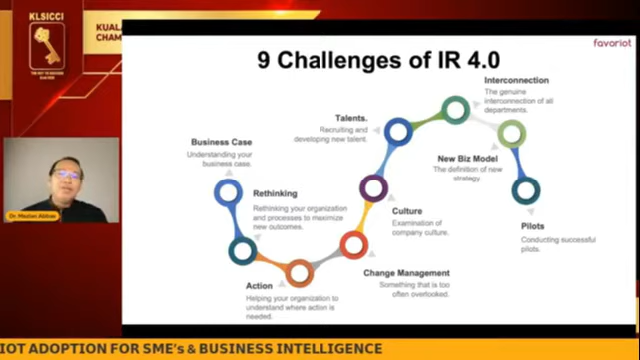 KLSICCI
THE KEY TO SUCCESS
KUALA
CHAM
favoriot
9 Challenges of IR 4.0
Business Case
Understanding your
business case.
Rethinking
Rethinking your organization
and processes to maximize
new outcomes.
Action
Helping your organization to
understand where action is
needed.
Change Management
Something that is too
often overlooked.
Culture
Examination of
company culture.
Talents.
Recruiting and
developing new talent.
Interconnection
The genuine
interconnection of all
departments.
New Biz Model
The definition of new
strategy.
Pilots
Conducting successful
pilots.
Dr. Mazlan Abbas
IOT ADOPTION FOR SME's & BUSINESS INTELLIGENCE